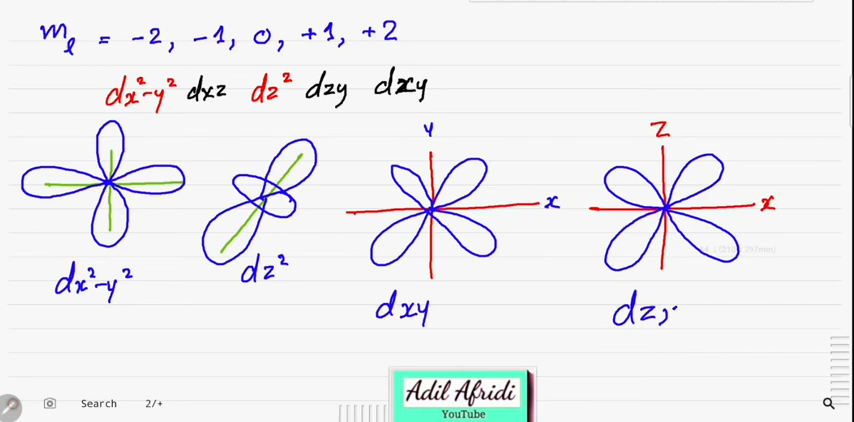 mℓ = -2, -1, 0, +1, +2
dx²-y² dxz dz² dzy dxy
y
x
Z
x
dx²-y²
dz²
dxy
dz
Adil Afridi
YouTube
Search 2/+